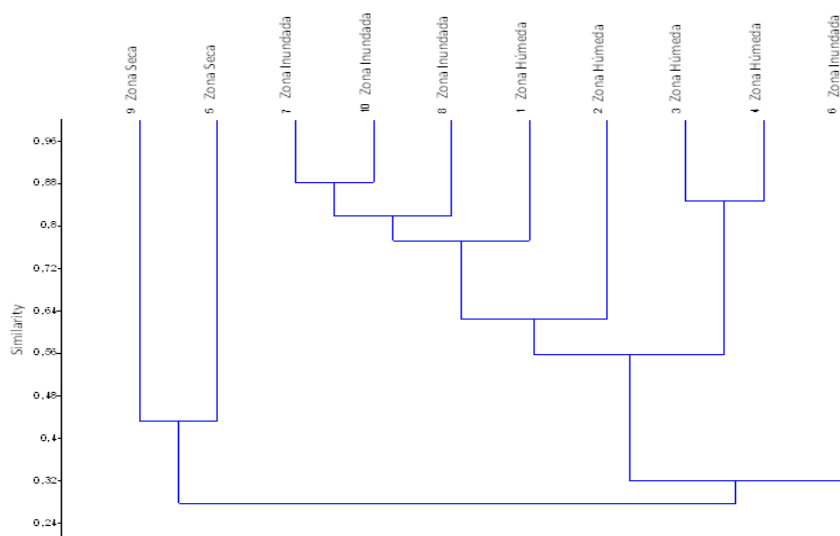 9 Zona Seca
5 Zona Seca
7 Zona Inundada
10 Zona Inundada
8 Zona Inundada
1 Zona Húmeda
2 Zona Húmeda
3 Zona Húmeda
4 Zona Húmeda
6 Zona Inundada
0,96
0,88
0,8
0,72
0,64
0,56
0,48
0,4
0,32
0,24
Similarity